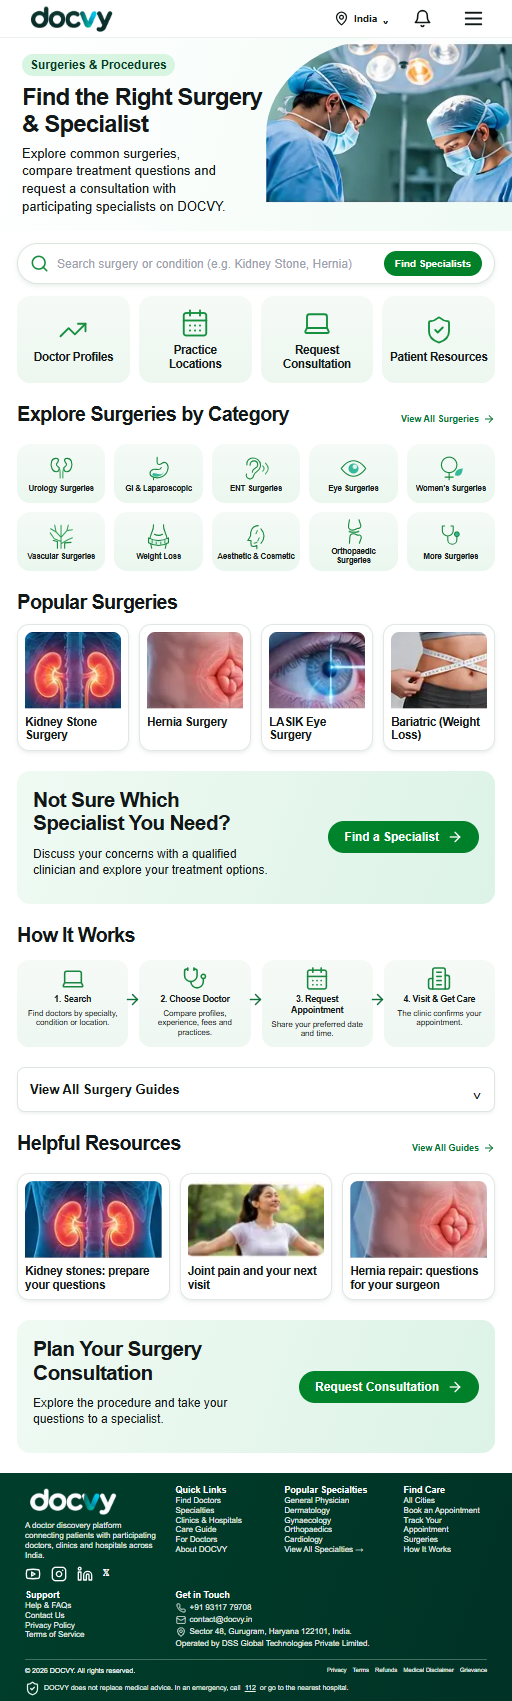 docvy
India
Surgeries & Procedures
Find the Right Surgery
& Specialist
Explore common surgeries,
compare treatment questions and
request a consultation with
participating specialists on DOCVY.
Search surgery or condition (e.g. Kidney Stone, Hernia)
Find Specialists
Doctor Profiles
Practice
Locations
Request
Consultation
Patient Resources
Explore Surgeries by Category
View All Surgeries →
Urology Surgeries
GI & Laparoscopic
ENT Surgeries
Eye Surgeries
Women's Surgeries
Vascular Surgeries
Weight Loss
Aesthetic & Cosmetic
Orthopaedic
Surgeries
More Surgeries
Popular Surgeries
Kidney Stone
Surgery
Hernia Surgery
LASIK Eye
Surgery
Bariatric (Weight
Loss)
Not Sure Which
Specialist You Need?
Discuss your concerns with a qualified
clinician and explore your treatment options.
Find a Specialist →
How It Works
1. Search
Find doctors by specialty,
condition or location.
2. Choose Doctor
Compare profiles,
experience, fees and
practices.
3. Request
Appointment
Share your preferred date
and time.
4. Visit & Get Care
The clinic confirms your
appointment.
View All Surgery Guides
Helpful Resources
View All Guides →
Kidney stones: prepare
your questions
Joint pain and your next
visit
Hernia repair: questions
for your surgeon
Plan Your Surgery
Consultation
Explore the procedure and take your
questions to a specialist.
Request Consultation →
docvy
A doctor discovery platform
connecting patients with participating
doctors, clinics and hospitals across
India.
Quick Links
Find Doctors
Specialties
Clinics & Hospitals
Care Guide
For Doctors
About DOCVY
Popular Specialties
General Physician
Dermatology
Gynaecology
Orthopaedics
Cardiology
View All Specialties →
Find Care
All Cities
Book an Appointment
Track Your
Appointment
Surgeries
How It Works
Support
Help & FAQs
Contact Us
Privacy Policy
Terms of Service
Get in Touch
+91 93117 79708
contact@docvy.in
Sector 48, Gurugram, Haryana 122101, India.
Operated by DSS Global Technologies Private Limited.
© 2026 DOCVY. All rights reserved.
Privacy Terms Refunds Medical Disclaimer Grievance
DOCVY does not replace medical advice. In an emergency, call 112 or go to the nearest hospital.